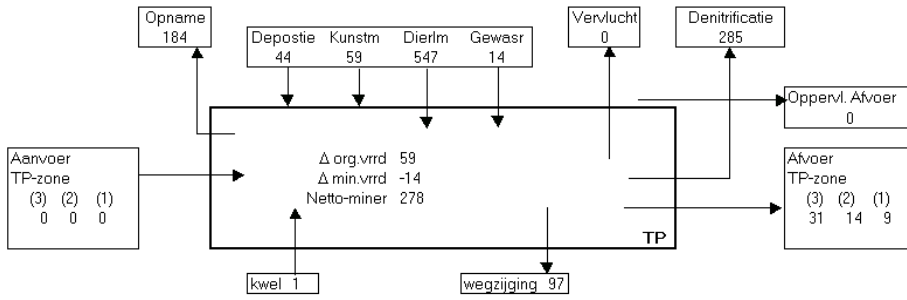 Opname
184
Depostie Kunstm Dierlm Gewasr
44 59 547 14
Vervlucht
0
Denitrificatie
285
Oppervl. Afvoer
0
Aanvoer
TP-zone
(3) (2) (1)
0 0 0
Δ org.vrrd 59
Δ min.vrrd -14
Netto-miner 278
Afvoer
TP-zone
(3) (2) (1)
31 14 9
TP
kwel 1
wegzijging 97